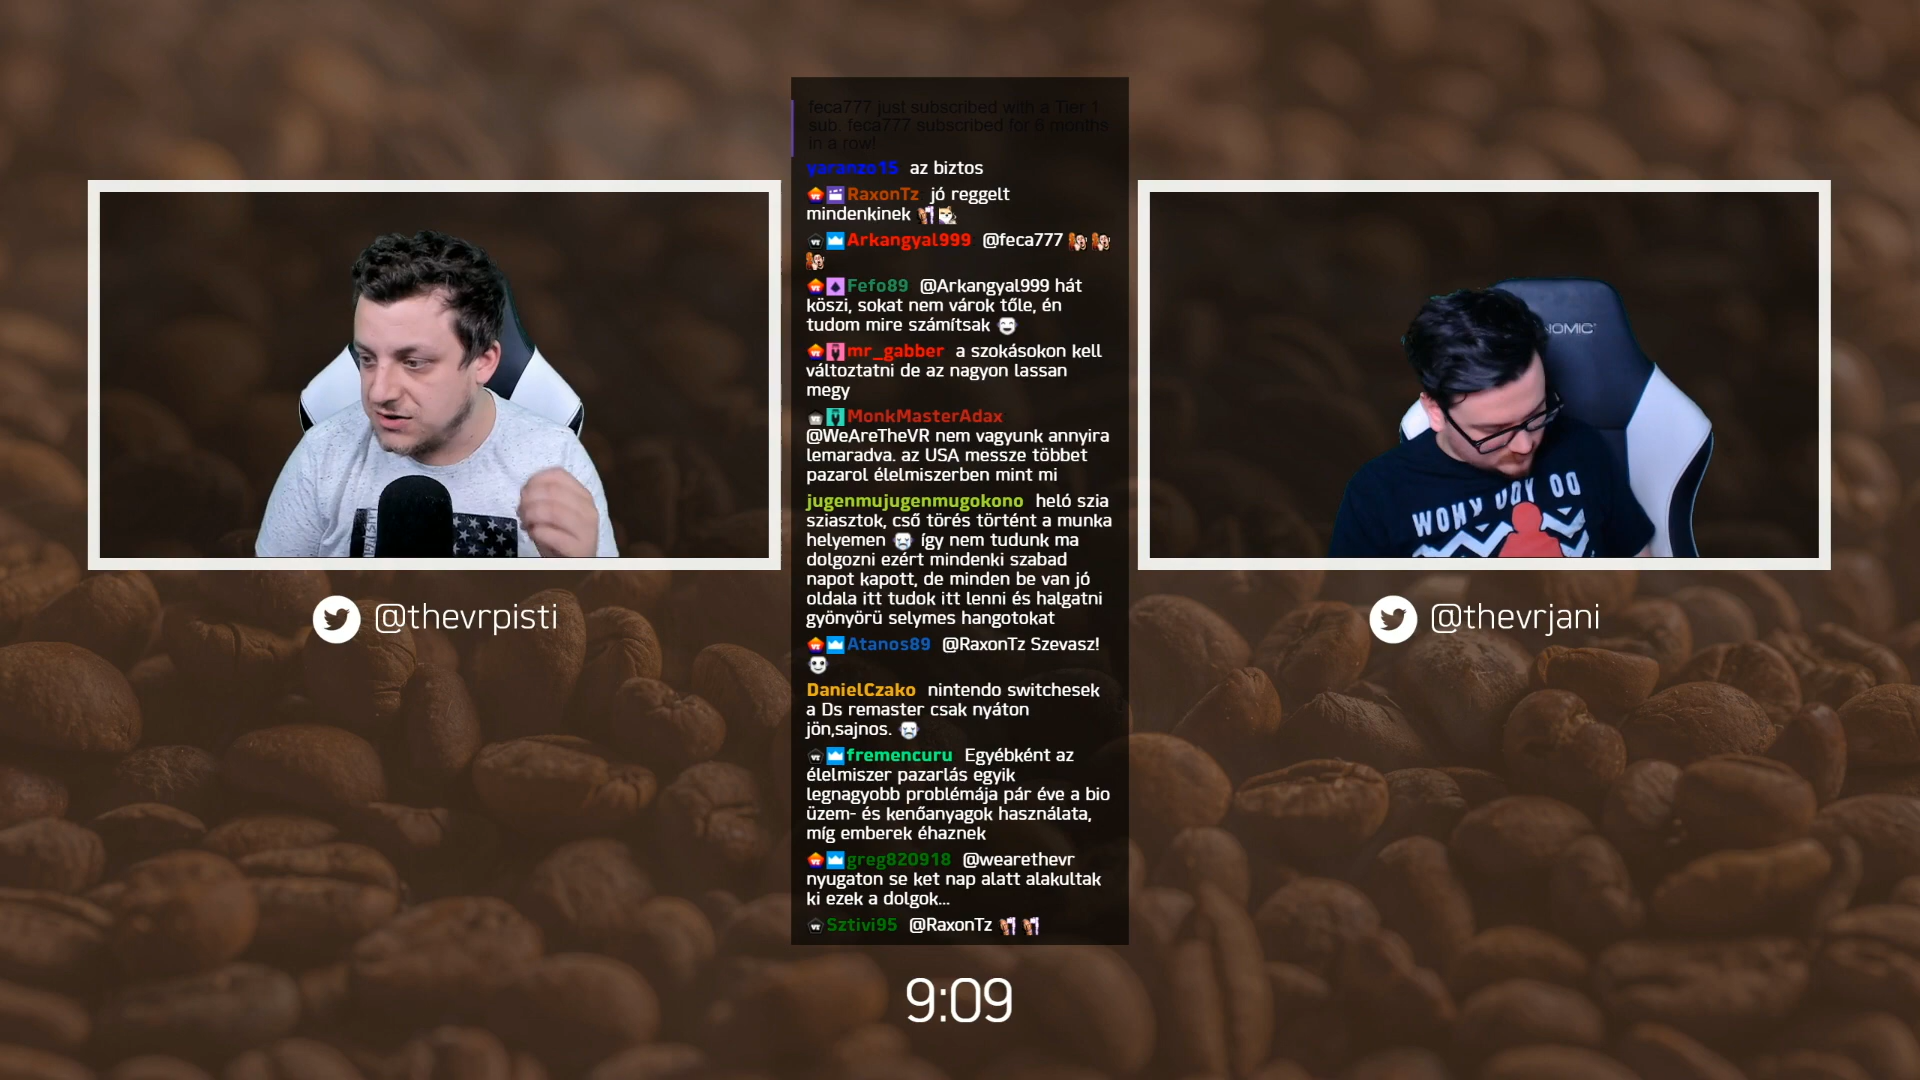 feca777 just subscribed with a Tier 1
sub. feca777 subscribed for 6 months
in a row!
yaranzo15 az biztos
RaxonTz jó reggelt
mindenkinek
Arkangyal999 @feca777
Fefo89 @Arkangyal999 hát
köszi, sokat nem várok tőle, én
tudom mire számítsak
mr_gabber a szokásokon kell
változtatni de az nagyon lassan
megy
MonkMasterAdax
@WeAreTheVR nem vagyunk annyira
lemaradva. az USA messze többet
pazarol élelmiszerben mint mi
jugenmujugenmugokono heló szia
sziasztok, cső törés történt a munka
helyemen így nem tudunk ma
dolgozni ezért mindenki szabad
napot kapott, de minden be van jó
oldala itt tudok itt lenni és halgatni
gyönyörü selymes hangotokat
Atanos89 @RaxonTz Szevasz!
DanielCzako nintendo switchesek
a Ds remaster csak nyáton
jön,sajnos.
fremencuru Egyébként az
élelmiszer pazarlás egyik
legnagyobb problémája pár éve a bio
üzem- és kenőanyagok használata,
míg emberek éhaznek
greg820918 @wearethevr
nyugaton se ket nap alatt alakultak
ki ezek a dolgok...
Sztivi95 @RaxonTz
@thevrpisti
NOMIC
WONK UOY OD
@thevrjani
9:09